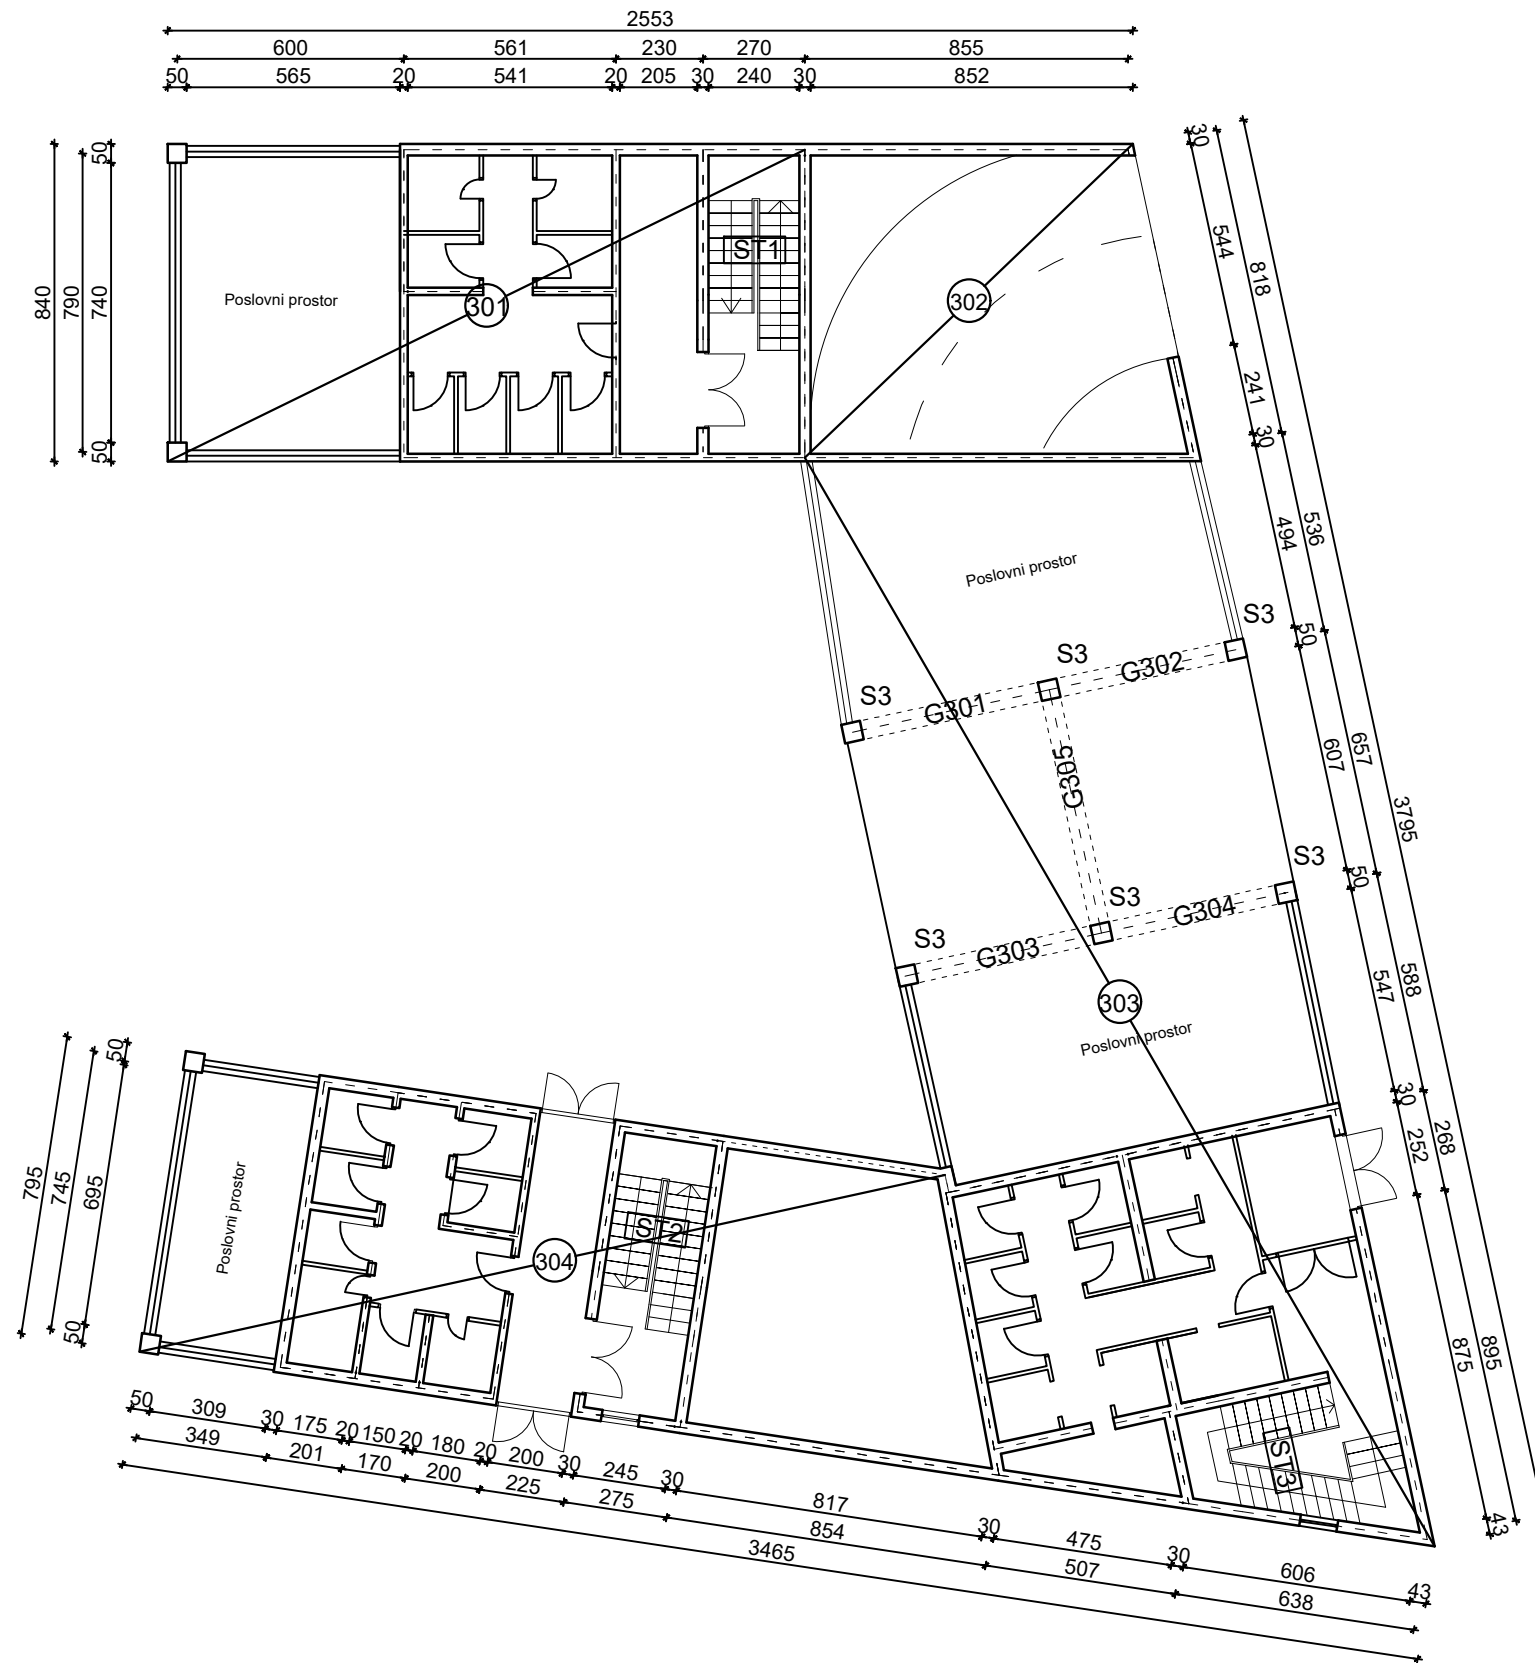 2553
600 561 230 270 855
50 565 20 541 20 205 30 240 30 852
840 790 50 740 50
Poslovni prostor
301
ST1
302
30 544 241 30 494 50 607 50 547 30 252 875 43
818 536 657 588 268 895
3795
Poslovni prostor
S3
S3
S3
G301
G302
G305
S3
S3
S3
G303
G304
303
Poslovni prostor
795 745 50 695 50
Poslovni prostor
304
ST2
ST3
50 309 30 175 20 150 20 180 20 200 30 245 30 817 30 475 30 606 43
349 201 170 200 225 275 854 507 638
3465